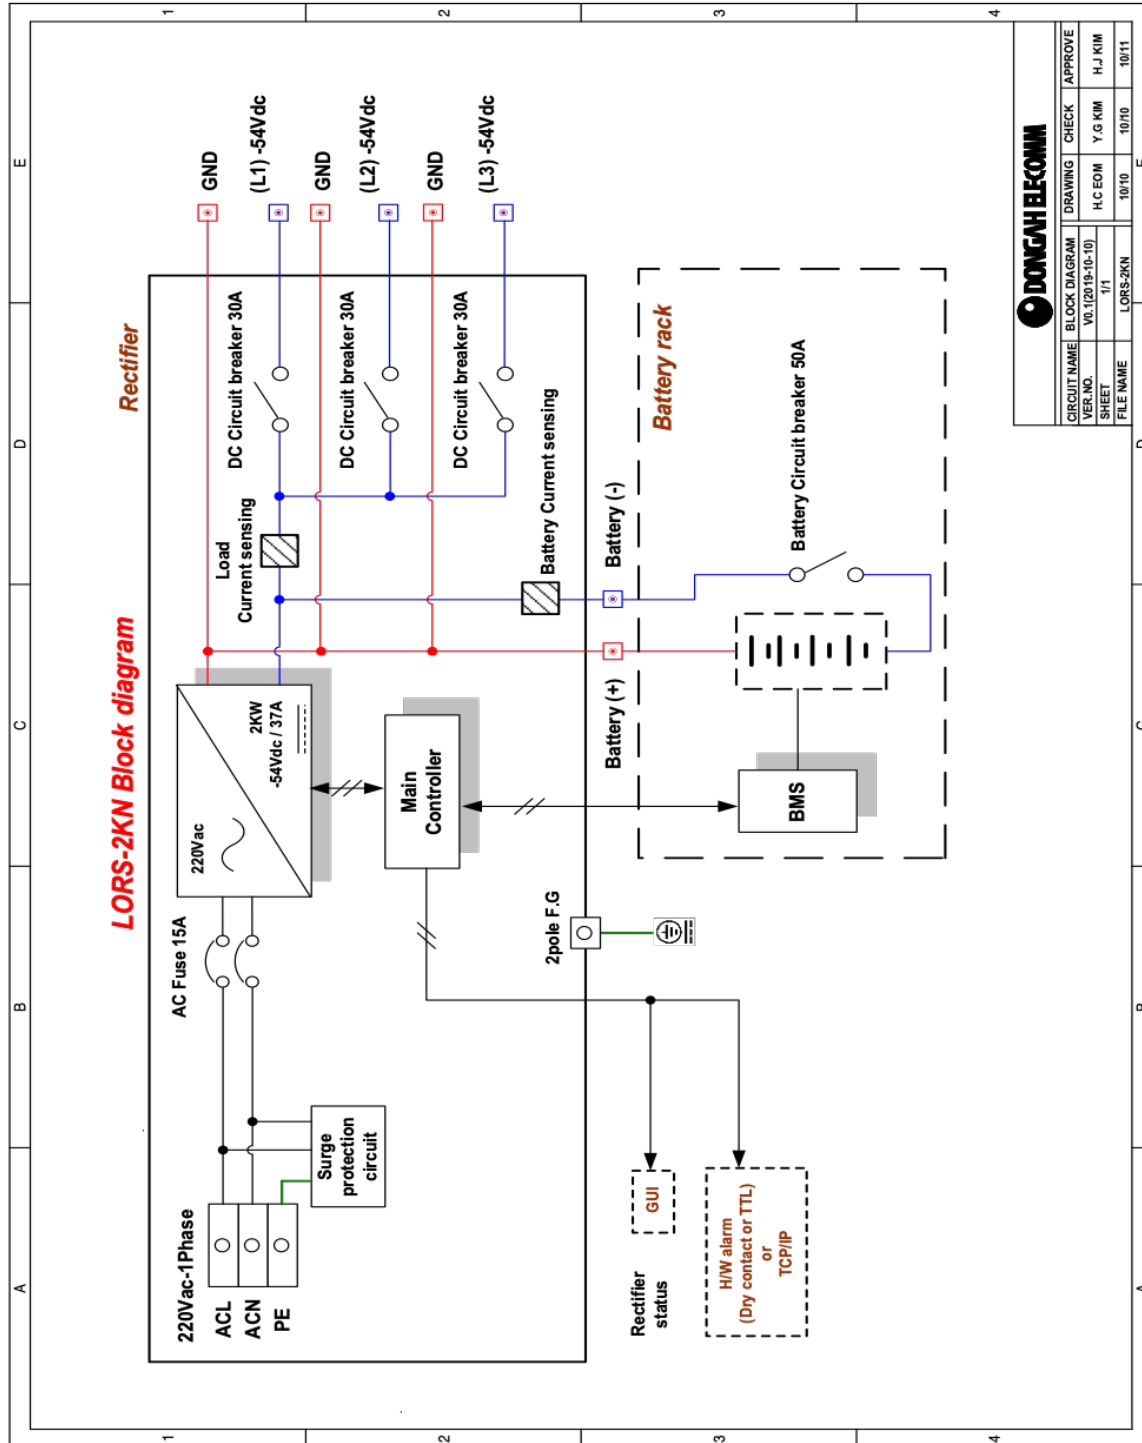 1
2
3
4
E
D
C
B
A
LORS-2KN Block diagram
Rectifier
220Vac-1Phase
ACL
ACN
PE
Surge
protection
circuit
AC Fuse 15A
220Vac
2KW
-54Vdc / 37A
Main
Controller
Load
Current sensing
DC Circuit breaker 30A
DC Circuit breaker 30A
DC Circuit breaker 30A
GND
(L1) -54Vdc
GND
(L2) -54Vdc
GND
(L3) -54Vdc
Battery Current sensing
2pole F.G
Battery (+)
Battery (-)
Battery rack
Battery Circuit breaker 50A
BMS
Rectifier
status
GUI
H/W alarm
(Dry contact or TTL)
or
TCP/IP
DONGAH ELECOMM
CIRCUIT NAME BLOCK DIAGRAM DRAWING CHECK APPROVE
VER.NO. V0.1(2019-10-10) H.C EOM Y.G KIM H.J KIM
SHEET 1/1
FILE NAME LORS-2KN 10/10 10/10 10/11
1
2
3
4
E
D
C
B
A